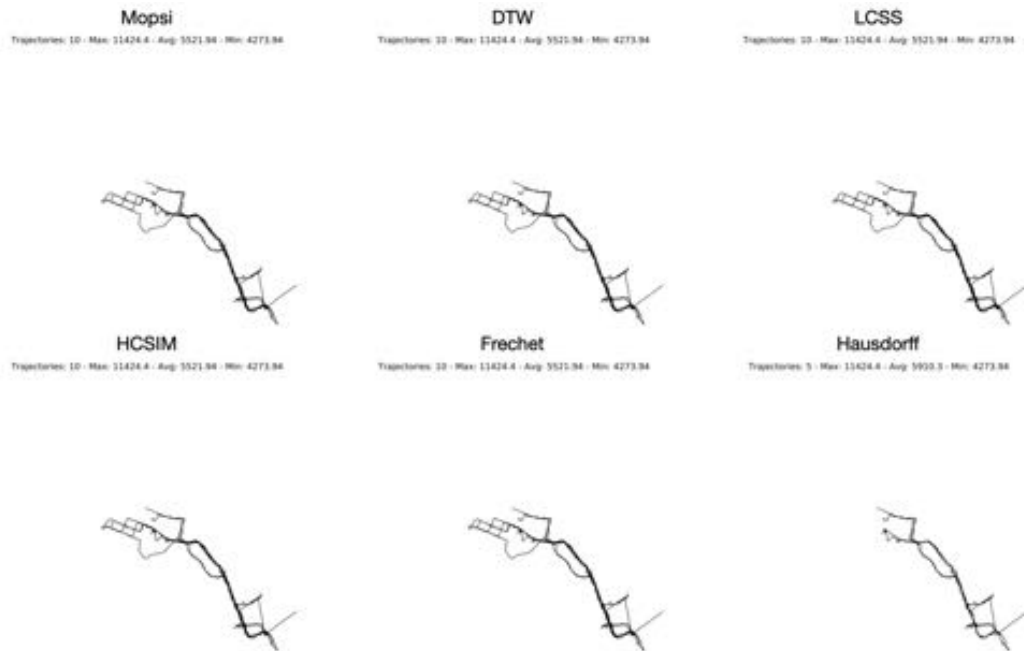 Mopsi
Trajectories: 10 - Max: 11424.4 - Avg: 5521.94 - Min: 4273.94
DTW
Trajectories: 10 - Max: 11424.4 - Avg: 5521.94 - Min: 4273.94
LCSS
Trajectories: 10 - Max: 11424.4 - Avg: 5521.94 - Min: 4273.94
HCSIM
Trajectories: 10 - Max: 11424.4 - Avg: 5521.94 - Min: 4273.94
Frechet
Trajectories: 10 - Max: 11424.4 - Avg: 5521.94 - Min: 4273.94
Hausdorff
Trajectories: 5 - Max: 11424.4 - Avg: 5910.3 - Min: 4273.94